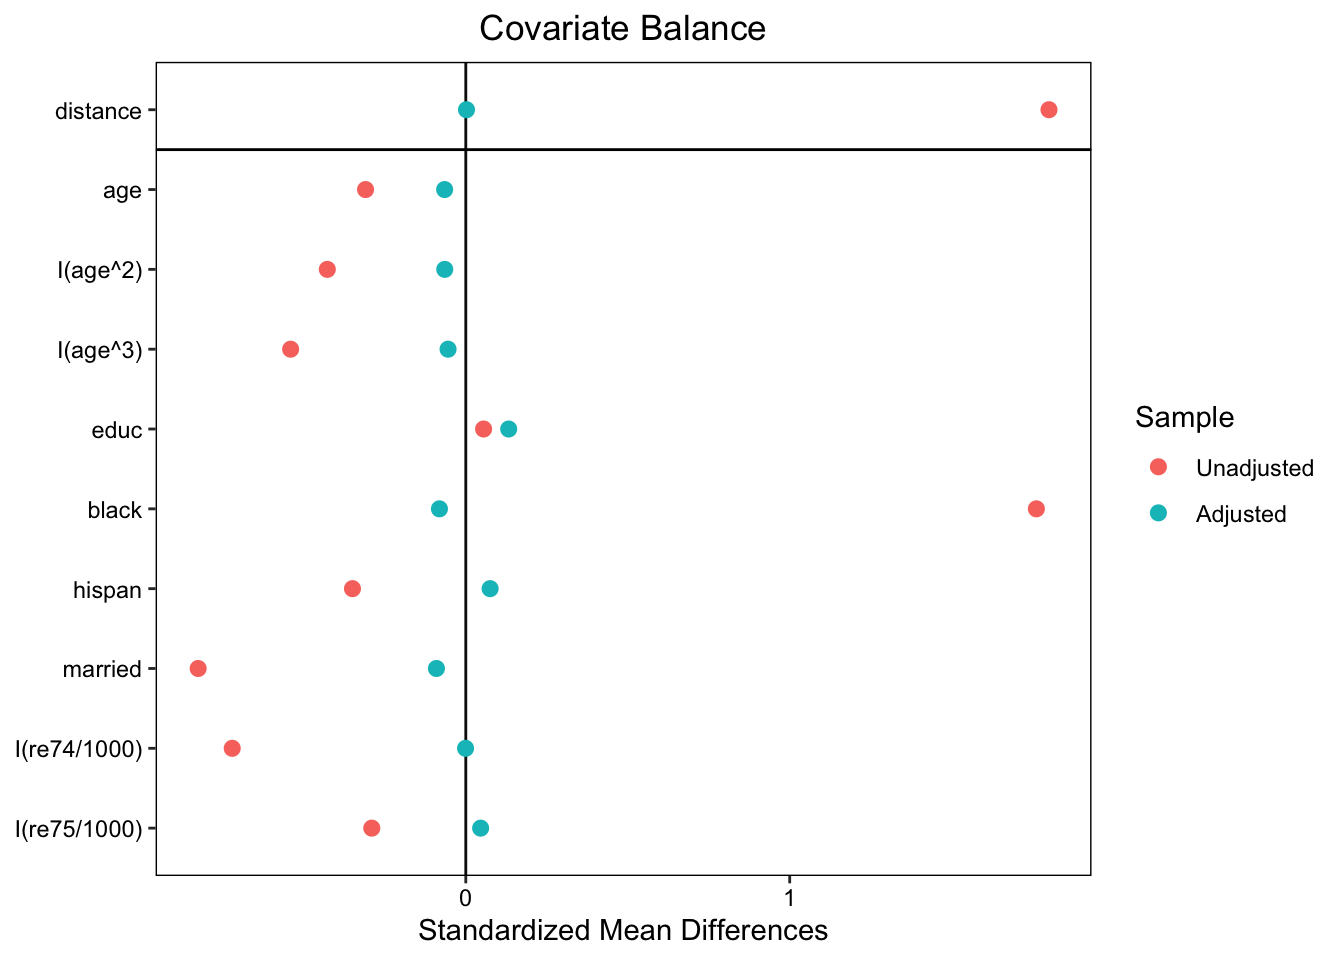 Covariate Balance
distance
age
I(age^2)
I(age^3)
educ
black
hispan
married
I(re74/1000)
I(re75/1000)
0
1
Standardized Mean Differences
Sample
Unadjusted
Adjusted